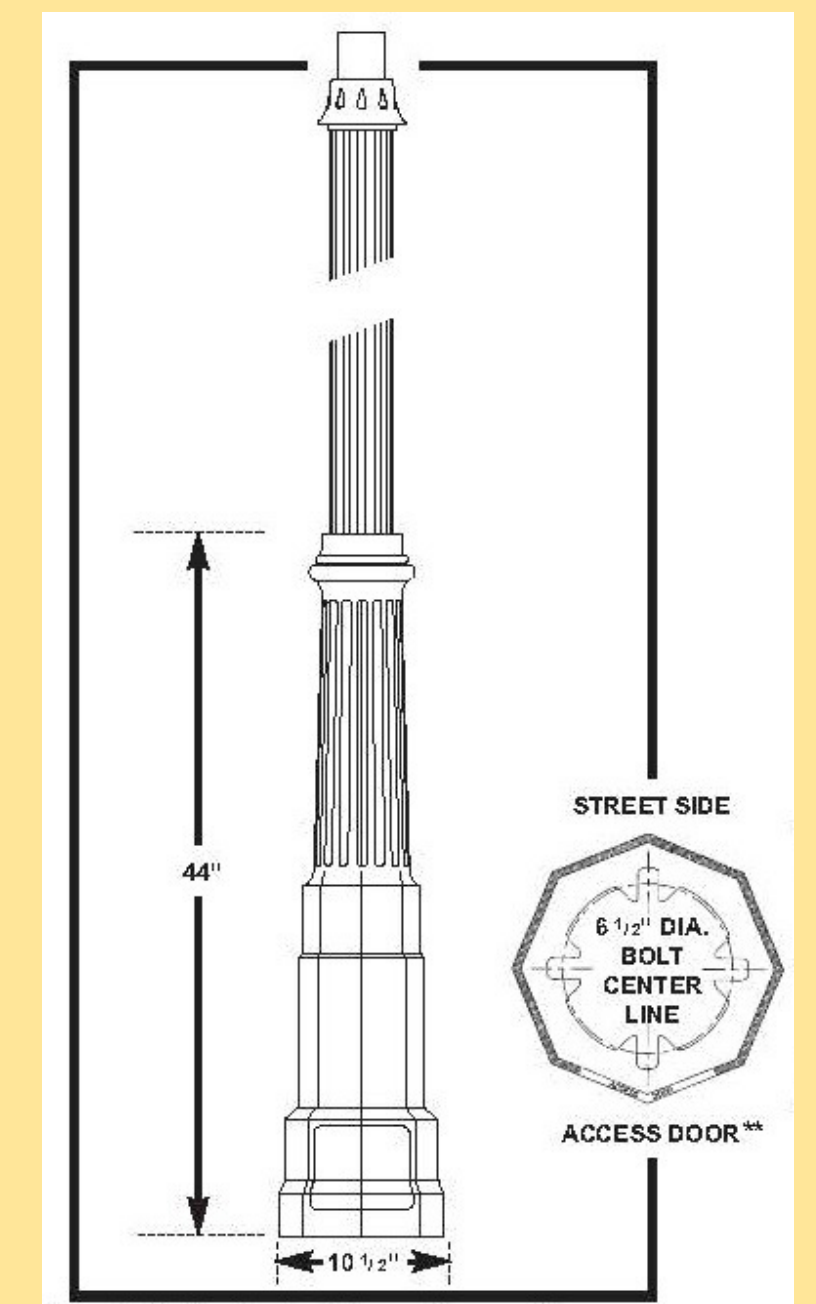 STREET SIDE
44"
6 1/2" DIA.
BOLT
CENTER
LINE
ACCESS DOOR**
10 1/2"